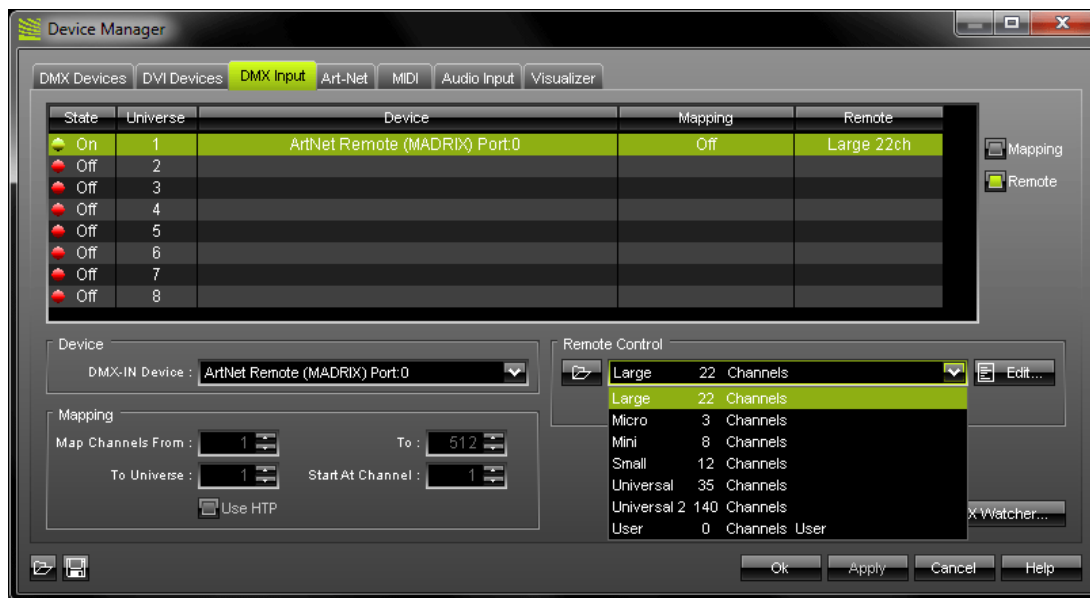 Device Manager
DMX Devices DVI Devices DMX Input Art-Net MIDI Audio Input Visualizer
State Universe Device Mapping Remote
On 1 ArtNet Remote (MADRIX) Port:0 Off Large 22ch
Off 2
Off 3
Off 4
Off 5
Off 6
Off 7
Off 8
Mapping
Remote
Device
DMX-IN Device : ArtNet Remote (MADRIX) Port:0
Mapping
Map Channels From : 1 To : 512
To Universe : 1 Start At Channel : 1
Use HTP
Remote Control
Large 22 Channels Edit...
Large 22 Channels
Micro 3 Channels
Mini 8 Channels
Small 12 Channels
Universal 35 Channels
Universal 2 140 Channels
User 0 Channels User
X Watcher...
Ok Apply Cancel Help